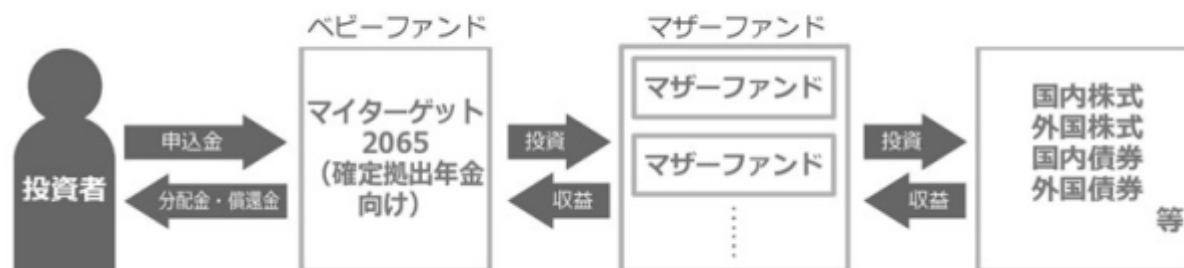 ベビーファンド
マザーファンド
投資者
申込金
分配金・償還金
マイターゲット
2065
（確定拠出年金
向け）
投資
収益
マザーファンド
マザーファンド
投資
収益
国内株式
外国株式
国内債券
外国債券
等